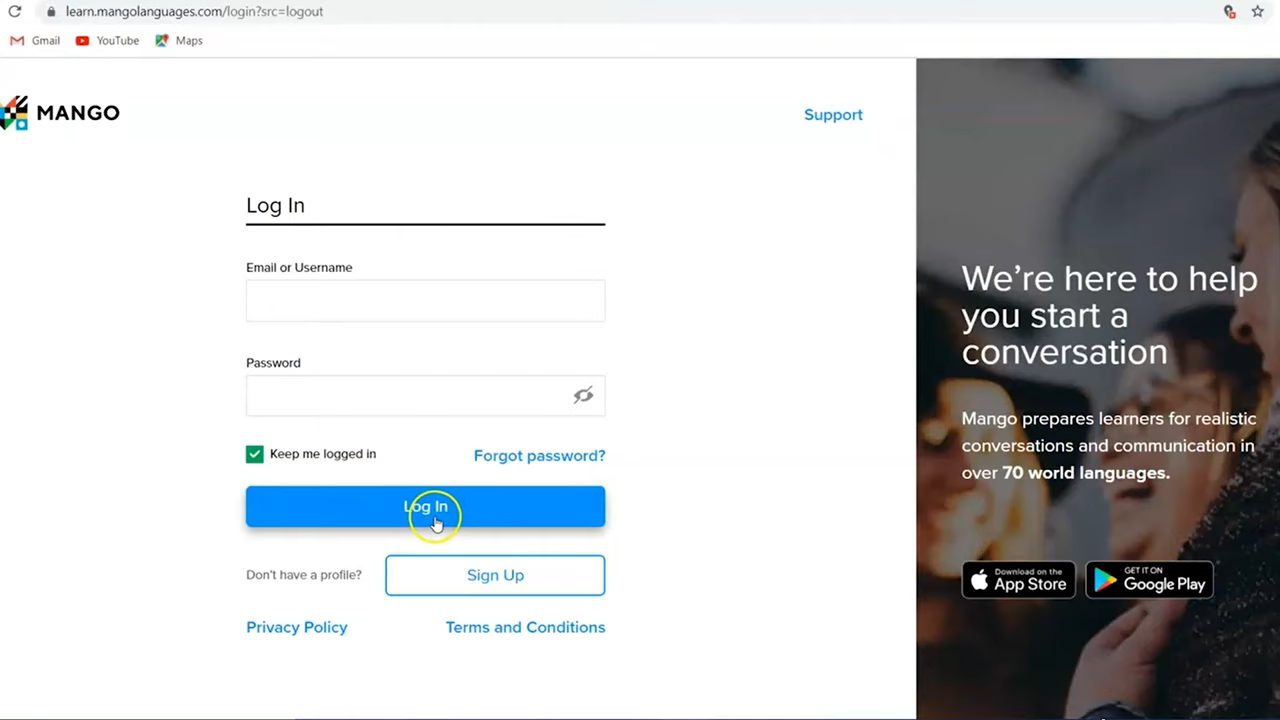 learn.mangolanguages.com/login?src=logout
Gmail YouTube Maps
MANGO
Support
Log In
Email or Username
Password
Keep me logged in
Forgot password?
Log In
Don't have a profile?
Sign Up
Privacy Policy
Terms and Conditions
We’re here to help
you start a
conversation
Mango prepares learners for realistic
conversations and communication in
over 70 world languages.
Download on the
App Store
GET IT ON
Google Play